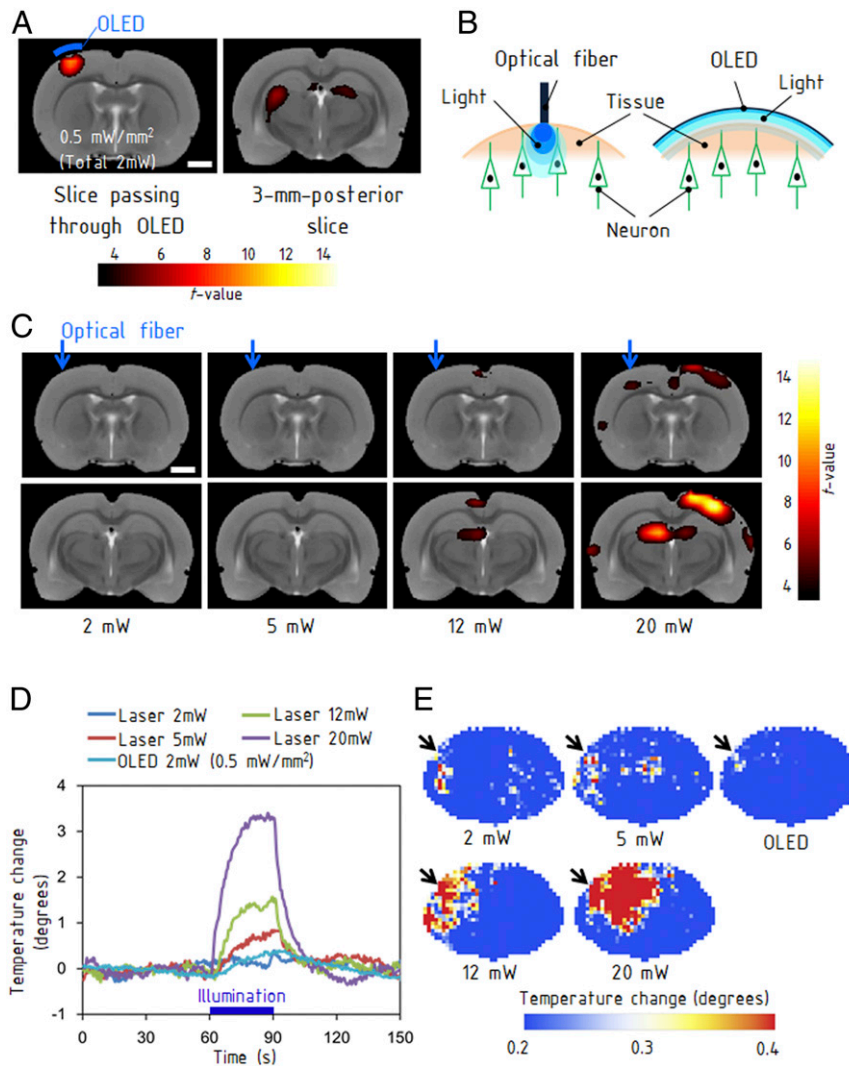 A
OLED
0.5 mW/mm²
(Total 2mW)
Slice passing
through OLED
3-mm-posterior
slice
4 6 8 10 12 14
f-value
B
Optical fiber
Light
Tissue
OLED
Light
Neuron
C
Optical fiber
2 mW
5 mW
12 mW
20 mW
14
12
10
8
6
4
f-value
D
Laser 2mW
Laser 12mW
Laser 5mW
Laser 20mW
OLED 2mW (0.5 mW/mm²)
4
3
2
1
0
-1
Temperature change
(degrees)
Illumination
0 30 60 90 120 150
Time (s)
E
2 mW
5 mW
OLED
12 mW
20 mW
Temperature change (degrees)
0.2 0.3 0.4